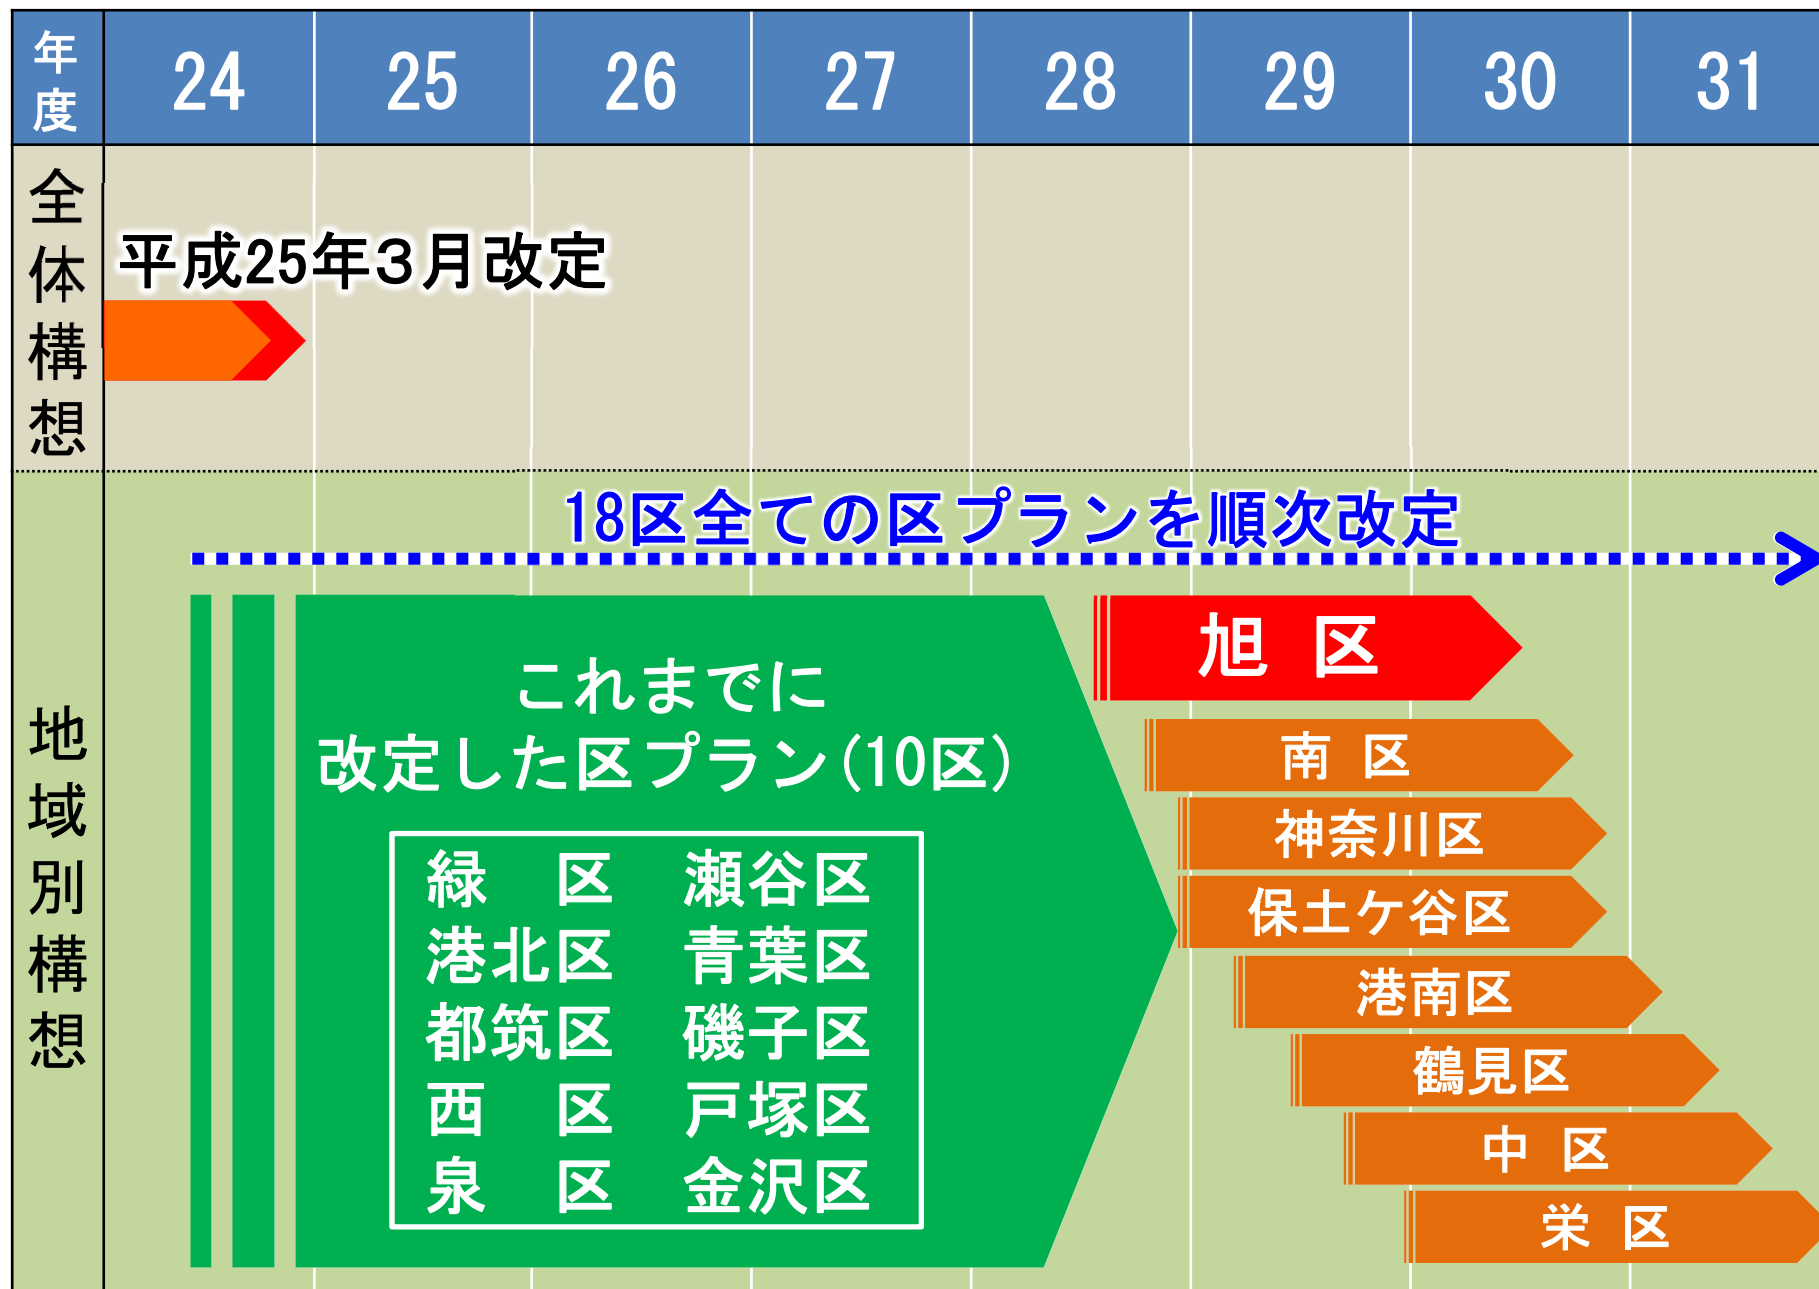 年度 24 25 26 27 28 29 30 31
全体構想
平成25年３月改定
地域別構想
18区全ての区プランを順次改定
これまでに
改定した区プラン(10区)
緑　区　瀬谷区
港北区　青葉区
都筑区　磯子区
西　区　戸塚区
泉　区　金沢区
旭 区
南 区
神奈川区
保土ケ谷区
港南区
鶴見区
中 区
栄 区